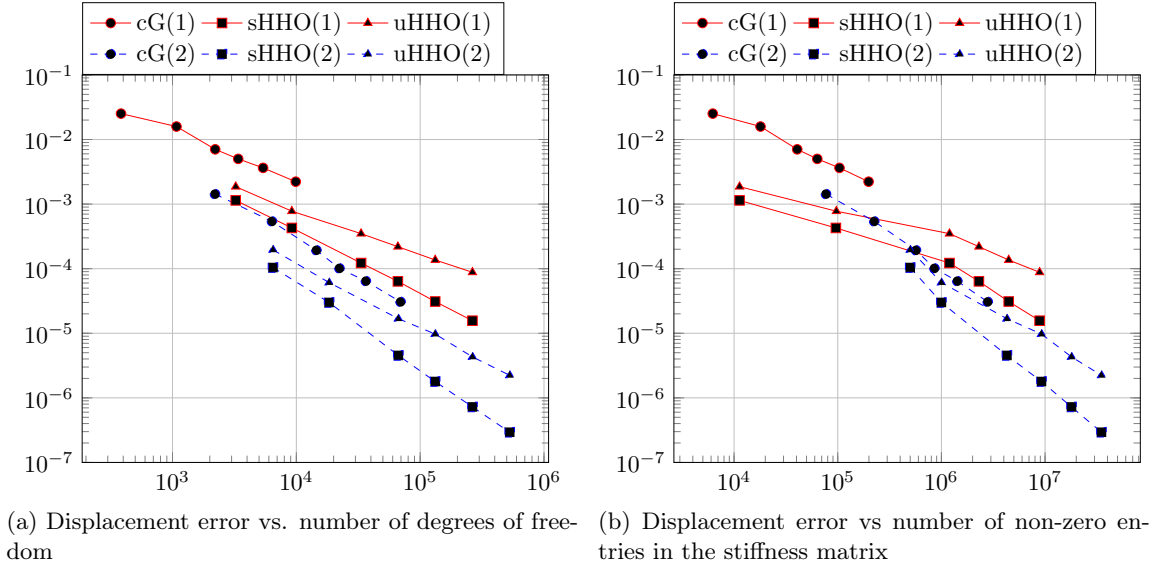 cG(1) sHHO(1) uHHO(1)
cG(2) sHHO(2) uHHO(2)
10^-1
10^-2
10^-3
10^-4
10^-5
10^-6
10^-7
10^3 10^4 10^5 10^6
(a) Displacement error vs. number of degrees of free-
dom
cG(1) sHHO(1) uHHO(1)
cG(2) sHHO(2) uHHO(2)
10^-1
10^-2
10^-3
10^-4
10^-5
10^-6
10^-7
10^4 10^5 10^6 10^7
(b) Displacement error vs number of non-zero en-
tries in the stiffness matrix